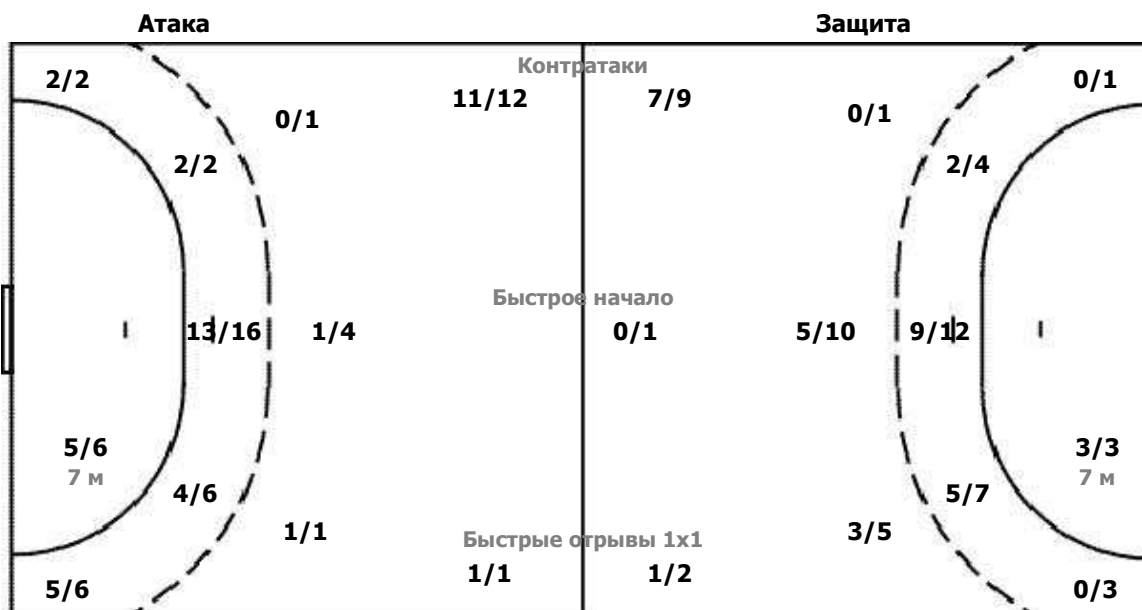 Атака Защита
Контратаки
2/2 11/12 7/9 0/1
0/1 0/1
2/2 2/4
Быстрое начало
13/16 1/4 0/1 5/10 9/12
5/6 3/3
7 м 7 м
4/6 5/7
1/1 3/5
Быстрые отрывы 1x1
1/1 1/2
5/6 0/3